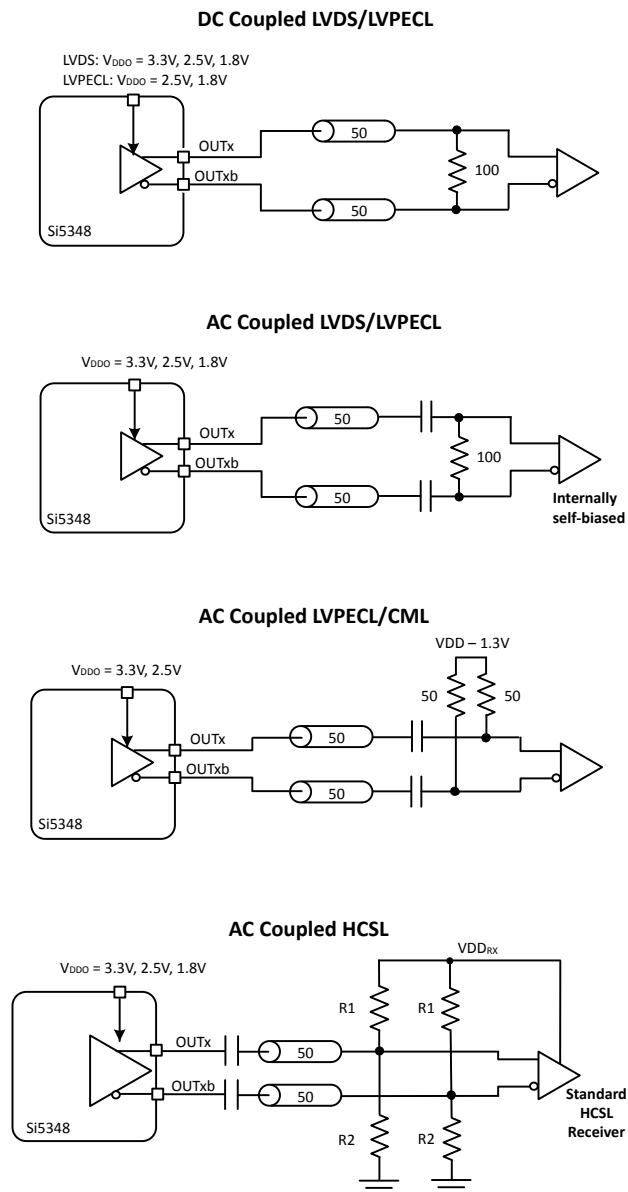 DC Coupled LVDS/LVPECL
LVDS: VDDO = 3.3V, 2.5V, 1.8V
LVPECL: VDDO = 2.5V, 1.8V
OUTx
50
100
OUTxb
50
Si5348
AC Coupled LVDS/LVPECL
VDDO = 3.3V, 2.5V, 1.8V
OUTx
50
100
OUTxb
50
Internally
self-biased
Si5348
AC Coupled LVPECL/CML
VDD – 1.3V
VDDO = 3.3V, 2.5V
50
50
OUTx
50
OUTxb
50
Si5348
AC Coupled HCSL
VDDRX
VDDO = 3.3V, 2.5V, 1.8V
R1
R1
OUTx
50
OUTxb
50
Standard
HCSL
Receiver
Si5348
R2
R2